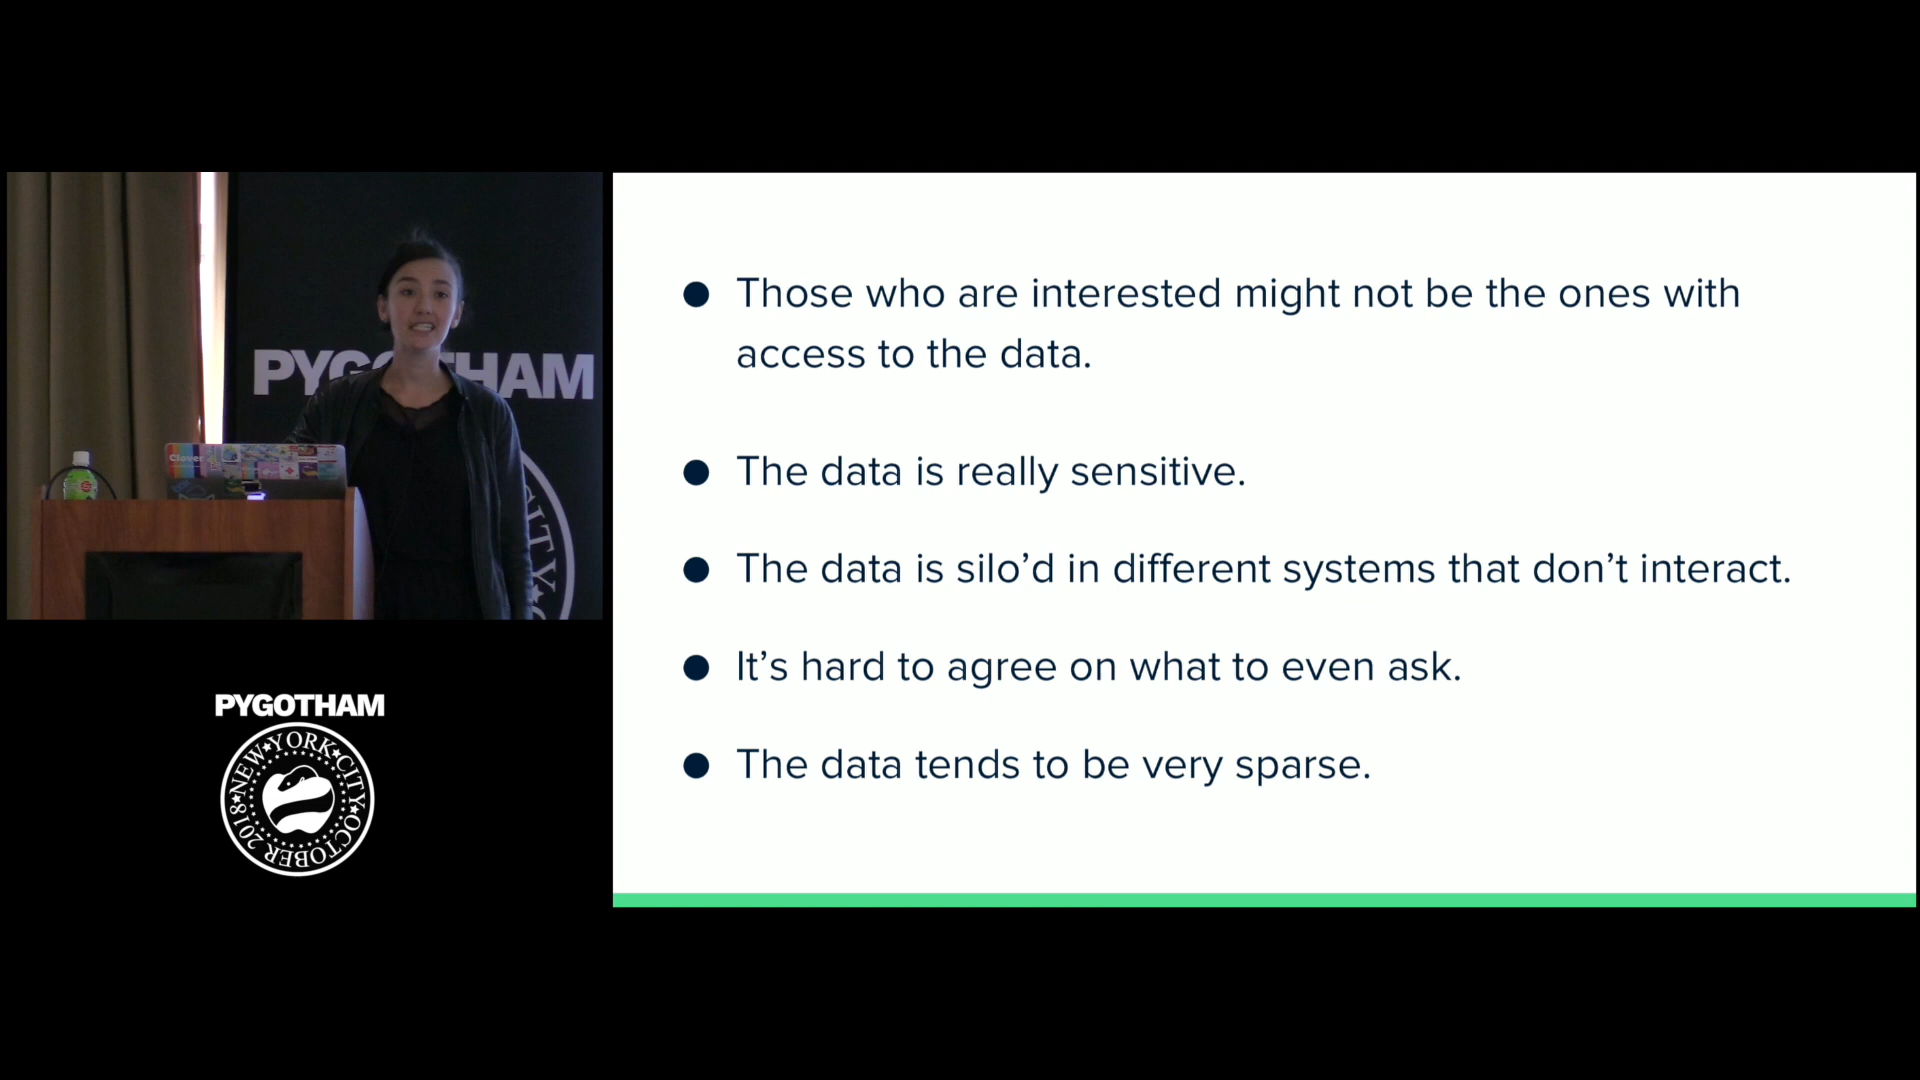 PYGOTHAM
Clover
CITY
PYGOTHAM
NEW YORK CITY OCTOBER 2018
● Those who are interested might not be the ones with
access to the data.
● The data is really sensitive.
● The data is silo’d in different systems that don’t interact.
● It’s hard to agree on what to even ask.
● The data tends to be very sparse.